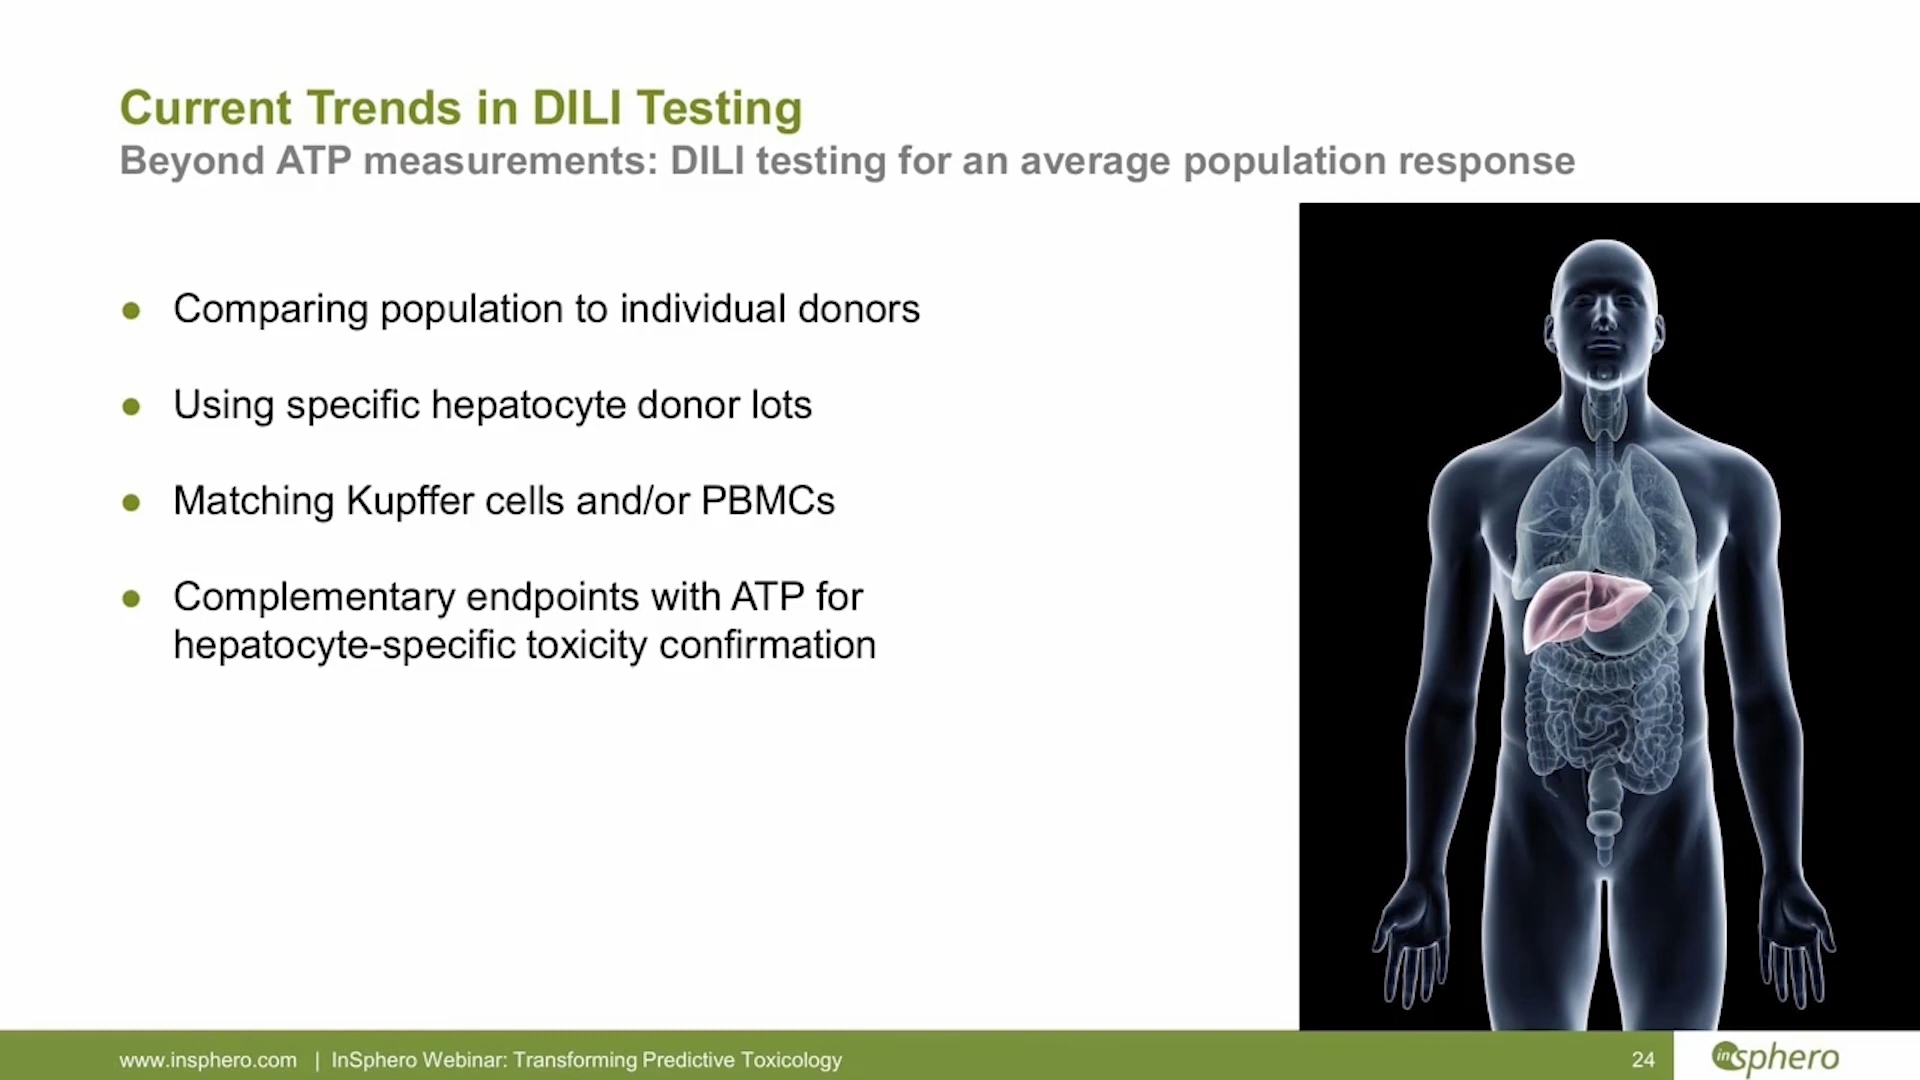 Current Trends in DILI Testing
Beyond ATP measurements: DILI testing for an average population response
● Comparing population to individual donors
● Using specific hepatocyte donor lots
● Matching Kupffer cells and/or PBMCs
● Complementary endpoints with ATP for
hepatocyte-specific toxicity confirmation
www.insphero.com | InSphero Webinar: Transforming Predictive Toxicology
24
insphero